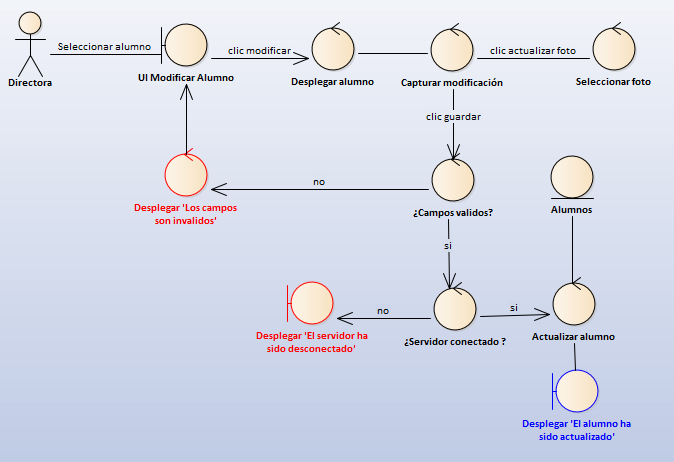 Seleccionar alumno
clic modificar
clic actualizar foto
Directora
UI Modificar Alumno
Desplegar alumno
Capturar modificación
Seleccionar foto
clic guardar
no
Desplegar 'Los campos
son invalidos'
¿Campos validos?
Alumnos
si
no
si
Desplegar 'El servidor ha
sido desconectado'
¿Servidor conectado ?
Actualizar alumno
Desplegar 'El alumno ha
sido actualizado'